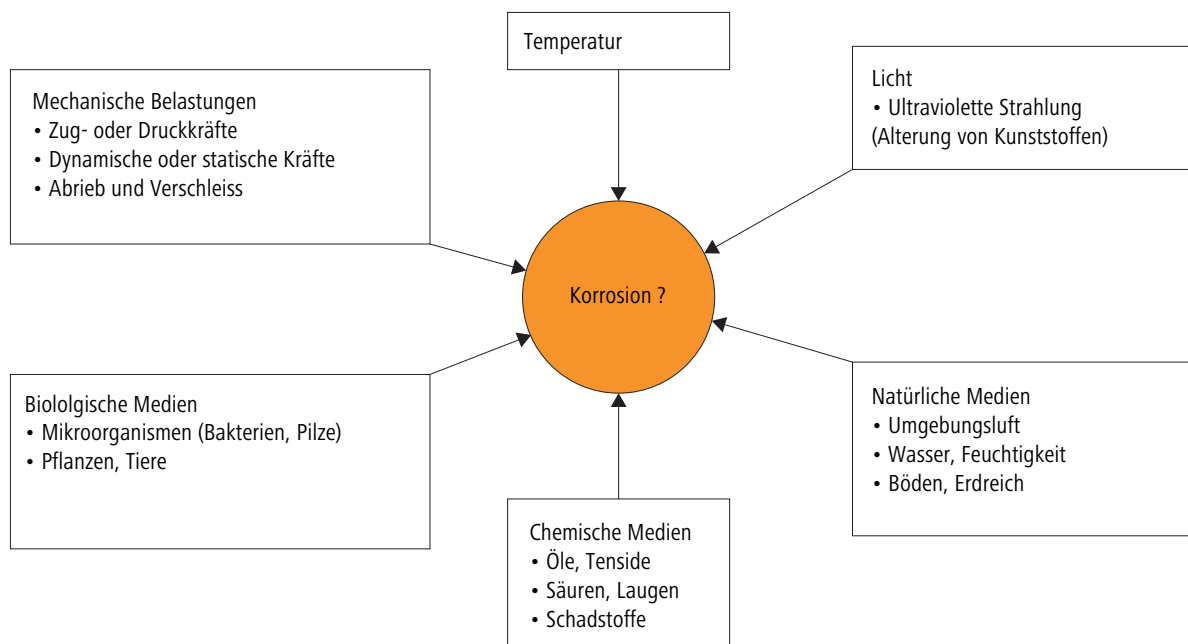 Temperatur
Mechanische Belastungen
• Zug- oder Druckkräfte
• Dynamische oder statische Kräfte
• Abrieb und Verschleiss
Licht
• Ultraviolette Strahlung
(Alterung von Kunststoffen)
Korrosion ?
Biololgische Medien
• Mikroorganismen (Bakterien, Pilze)
• Pflanzen, Tiere
Natürliche Medien
• Umgebungsluft
• Wasser, Feuchtigkeit
• Böden, Erdreich
Chemische Medien
• Öle, Tenside
• Säuren, Laugen
• Schadstoffe